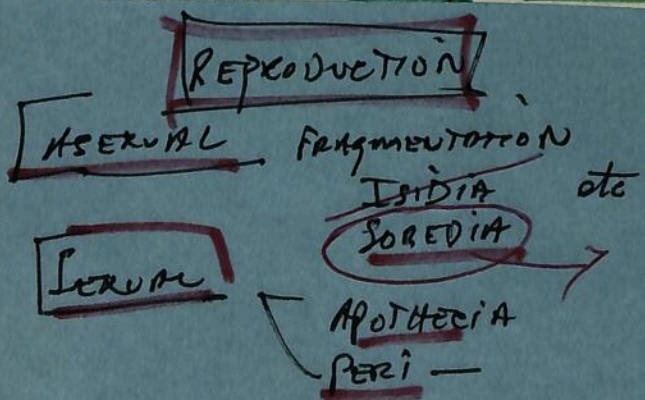 REPRODUCTION
ASEXUAL FRAGMENTATION
ISIDIA etc
SOREDIA
SEXUAL
APOTHECIA
PERI —